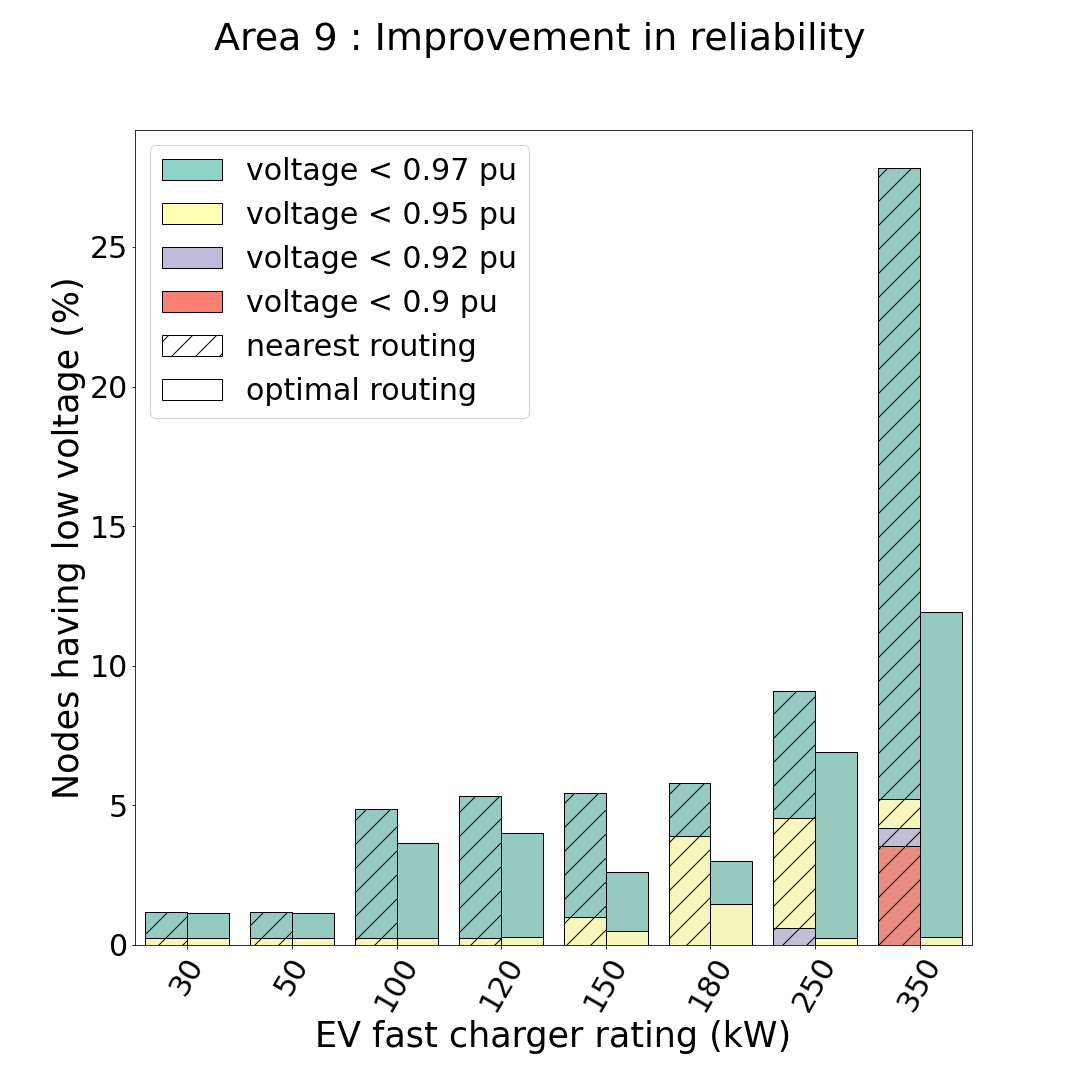 Area 9 : Improvement in reliability
voltage < 0.97 pu
voltage < 0.95 pu
voltage < 0.92 pu
voltage < 0.9 pu
nearest routing
optimal routing
Nodes having low voltage (%)
25
20
15
10
5
0
30 50 100 120 150 180 250 350
EV fast charger rating (kW)